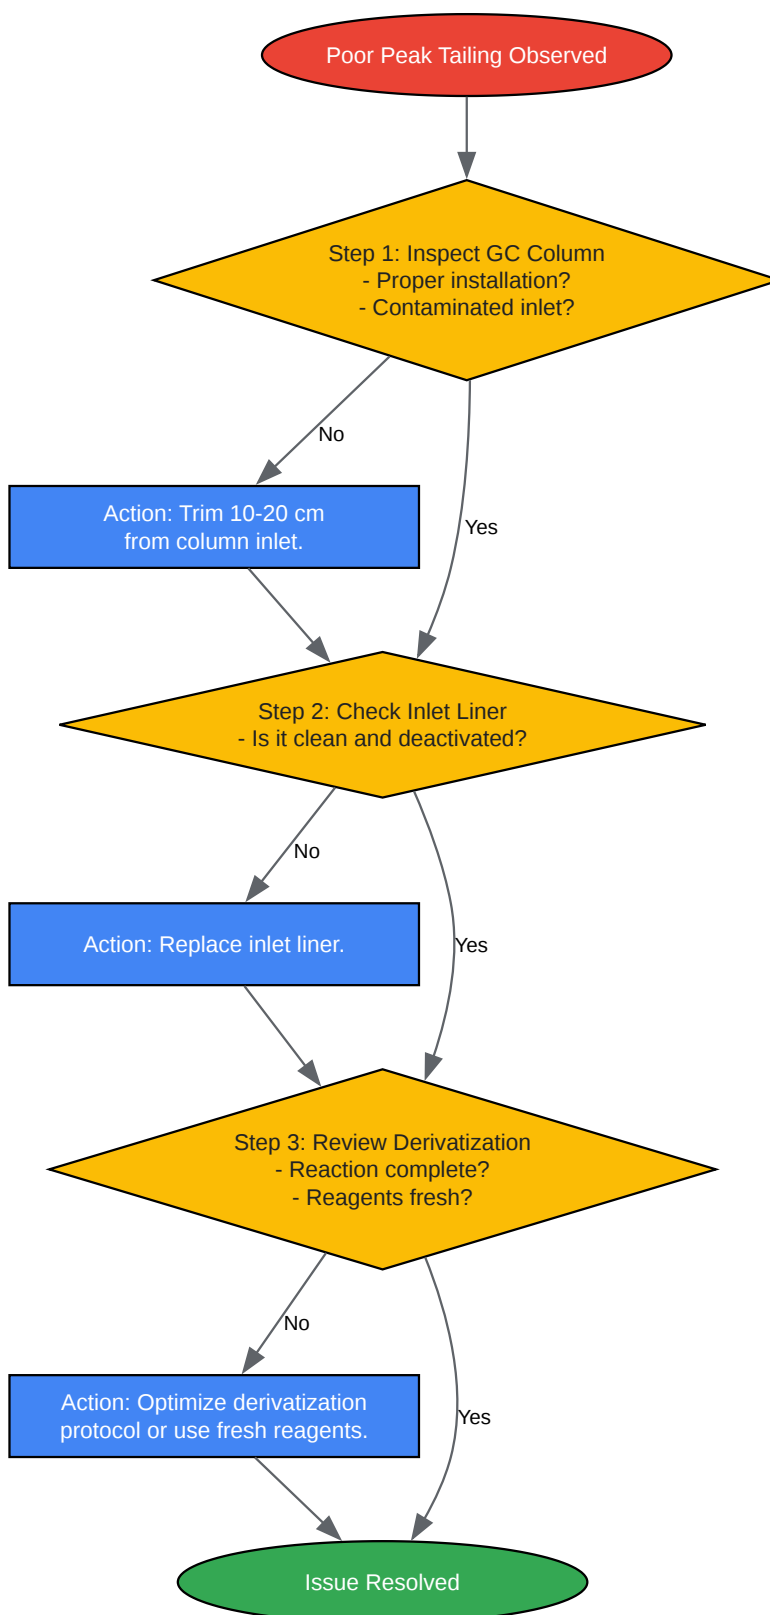 Poor Peak Tailing Observed
Step 1: Inspect GC Column
- Proper installation?
- Contaminated inlet?
No
Action: Trim 10-20 cm
from column inlet.
Yes
Step 2: Check Inlet Liner
- Is it clean and deactivated?
No
Action: Replace inlet liner.
Yes
Step 3: Review Derivatization
- Reaction complete?
- Reagents fresh?
No
Action: Optimize derivatization
protocol or use fresh reagents.
Yes
Issue Resolved